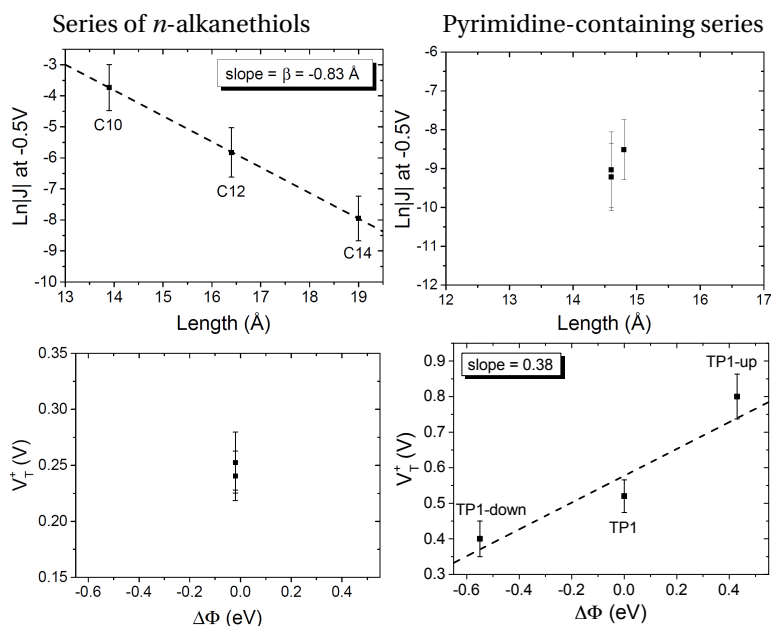 Series of n-alkanethiols
Pyrimidine-containing series
Ln|J| at -0.5V
-3
-4
-5
-6
-7
-8
-9
-10
slope = β = -0.83 Å
C10
C12
C14
13 14 15 16 17 18 19
Length (Å)
Ln|J| at -0.5V
-6
-7
-8
-9
-10
-11
-12
12 13 14 15 16 17
Length (Å)
V_T^+ (V)
0.35
0.30
0.25
0.20
0.15
-0.6 -0.4 -0.2 0.0 0.2 0.4
ΔΦ (eV)
V_T^+ (V)
0.9
0.8
0.7
0.6
0.5
0.4
0.3
slope = 0.38
TP1-up
TP1-down
TP1
-0.6 -0.4 -0.2 0.0 0.2 0.4
ΔΦ (eV)